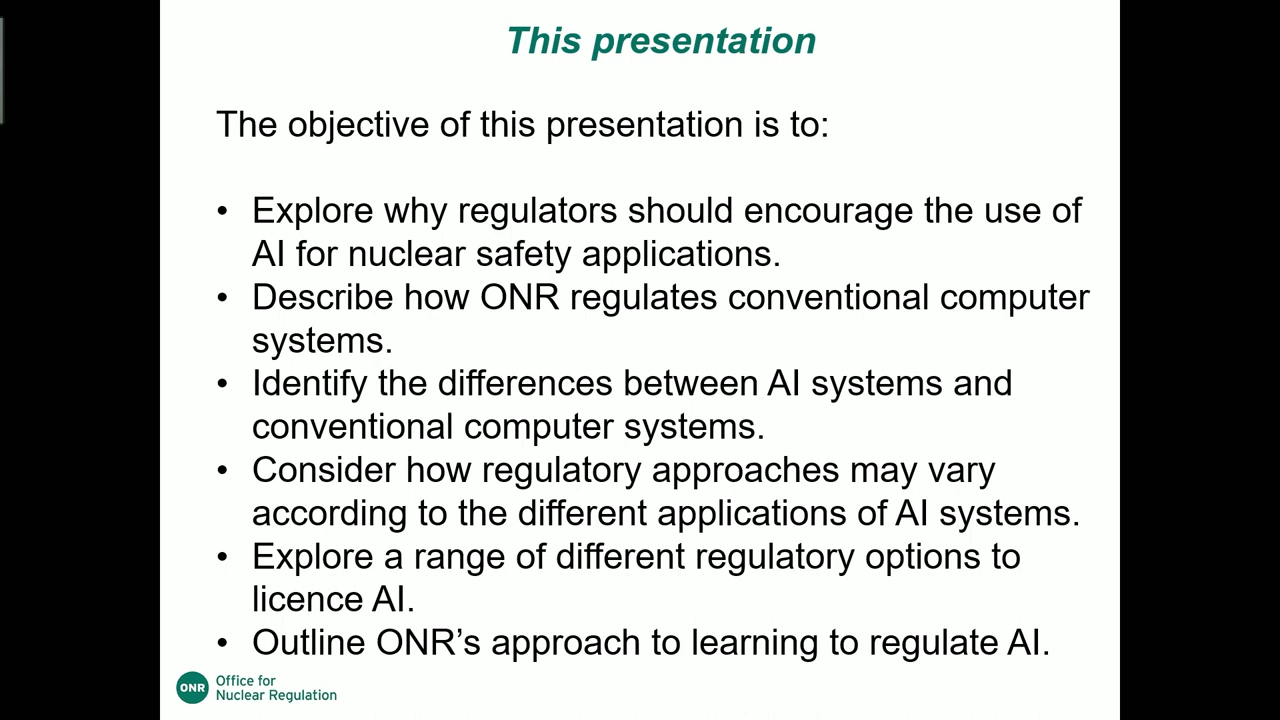 This presentation
The objective of this presentation is to:
• Explore why regulators should encourage the use of
AI for nuclear safety applications.
• Describe how ONR regulates conventional computer
systems.
• Identify the differences between AI systems and
conventional computer systems.
• Consider how regulatory approaches may vary
according to the different applications of AI systems.
• Explore a range of different regulatory options to
licence AI.
• Outline ONR’s approach to learning to regulate AI.
ONR
Office for
Nuclear Regulation